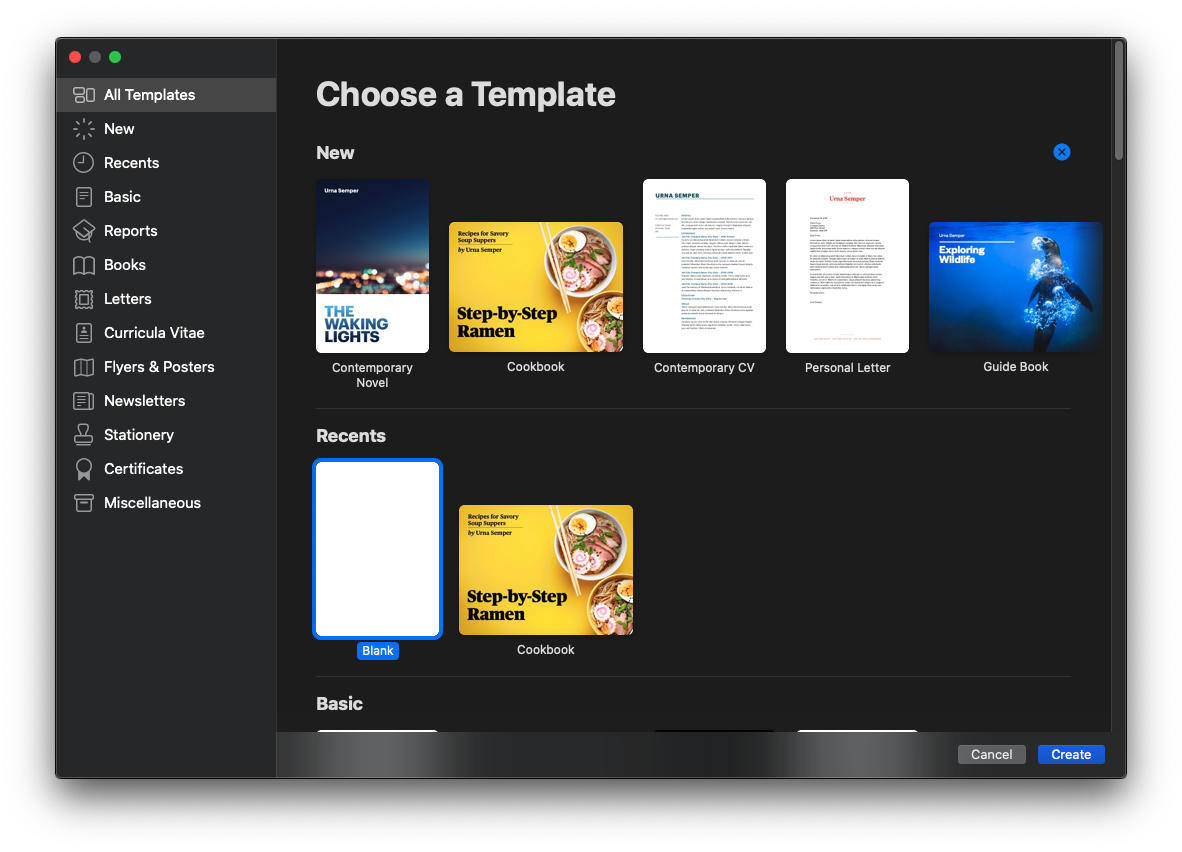 All Templates
New
Recents
Basic
Reports
Books
Letters
Curricula Vitae
Flyers & Posters
Newsletters
Stationery
Certificates
Miscellaneous
Choose a Template
New
Urna Semper
THE
WAKING
LIGHTS
Contemporary
Novel
Recipes for Savory
Soup Suppers
by Urna Semper
Step-by-Step
Ramen
Cookbook
URNA SEMPER
Contemporary CV
Urna Semper
Personal Letter
Urna Semper
Exploring
Wildlife
Guide Book
Recents
Blank
Recipes for Savory
Soup Suppers
by Urna Semper
Step-by-Step
Ramen
Cookbook
Basic
Cancel
Create